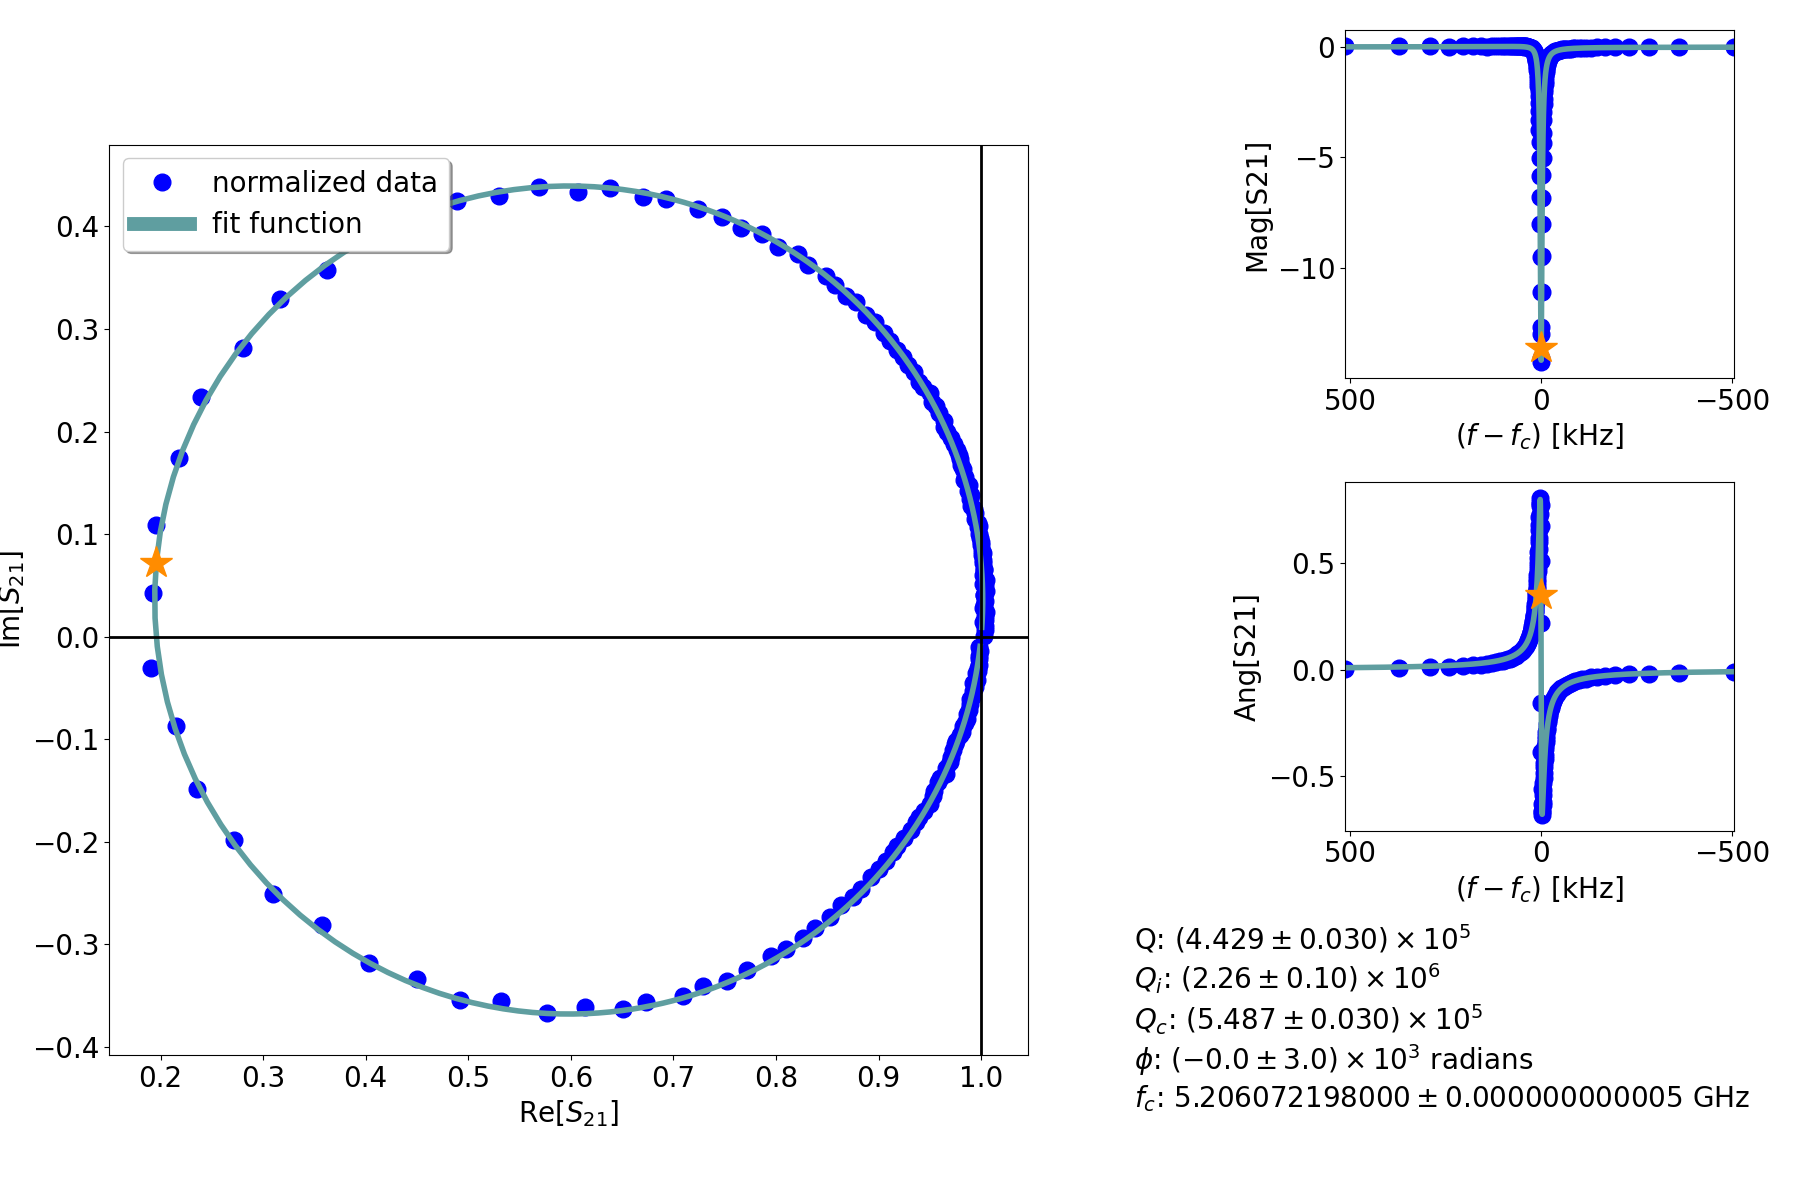 normalized data
fit function
0.4
0.3
0.2
0.1
0.0
−0.1
−0.2
−0.3
−0.4
Im[S21]
0.2 0.3 0.4 0.5 0.6 0.7 0.8 0.9 1.0
Re[S21]
0
−5
−10
Mag[S21]
500 0 −500
(f − fc) [kHz]
0.5
0.0
−0.5
Ang[S21]
500 0 −500
(f − fc) [kHz]
Q: (4.429 ± 0.030) × 10^5
Qi: (2.26 ± 0.10) × 10^6
Qc: (5.487 ± 0.030) × 10^5
ϕ: (−0.0 ± 3.0) × 10^3 radians
fc: 5.206072198000 ± 0.000000000005 GHz